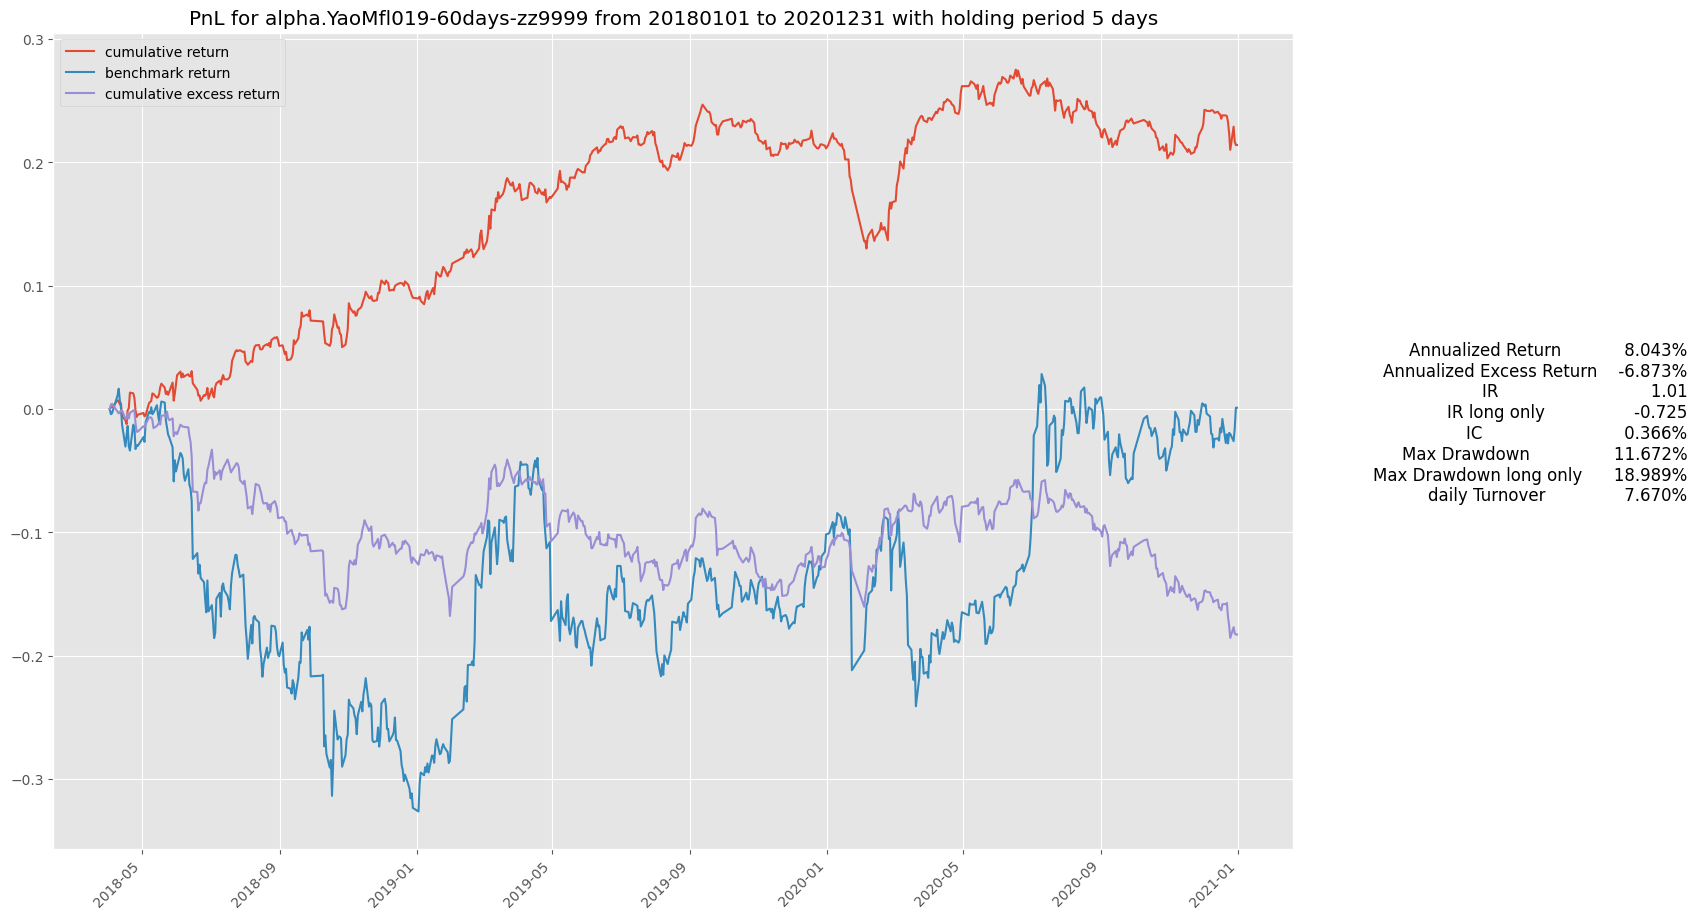 PnL for alpha.YaoMfl019-60days-zz9999 from 20180101 to 20201231 with holding period 5 days
cumulative return
benchmark return
cumulative excess return
0.3
0.2
0.1
0.0
−0.1
−0.2
−0.3
2018-05
2018-09
2019-01
2019-05
2019-09
2020-01
2020-05
2020-09
2021-01
Annualized Return 8.043%
Annualized Excess Return -6.873%
IR 1.01
IR long only -0.725
IC 0.366%
Max Drawdown 11.672%
Max Drawdown long only 18.989%
daily Turnover 7.670%